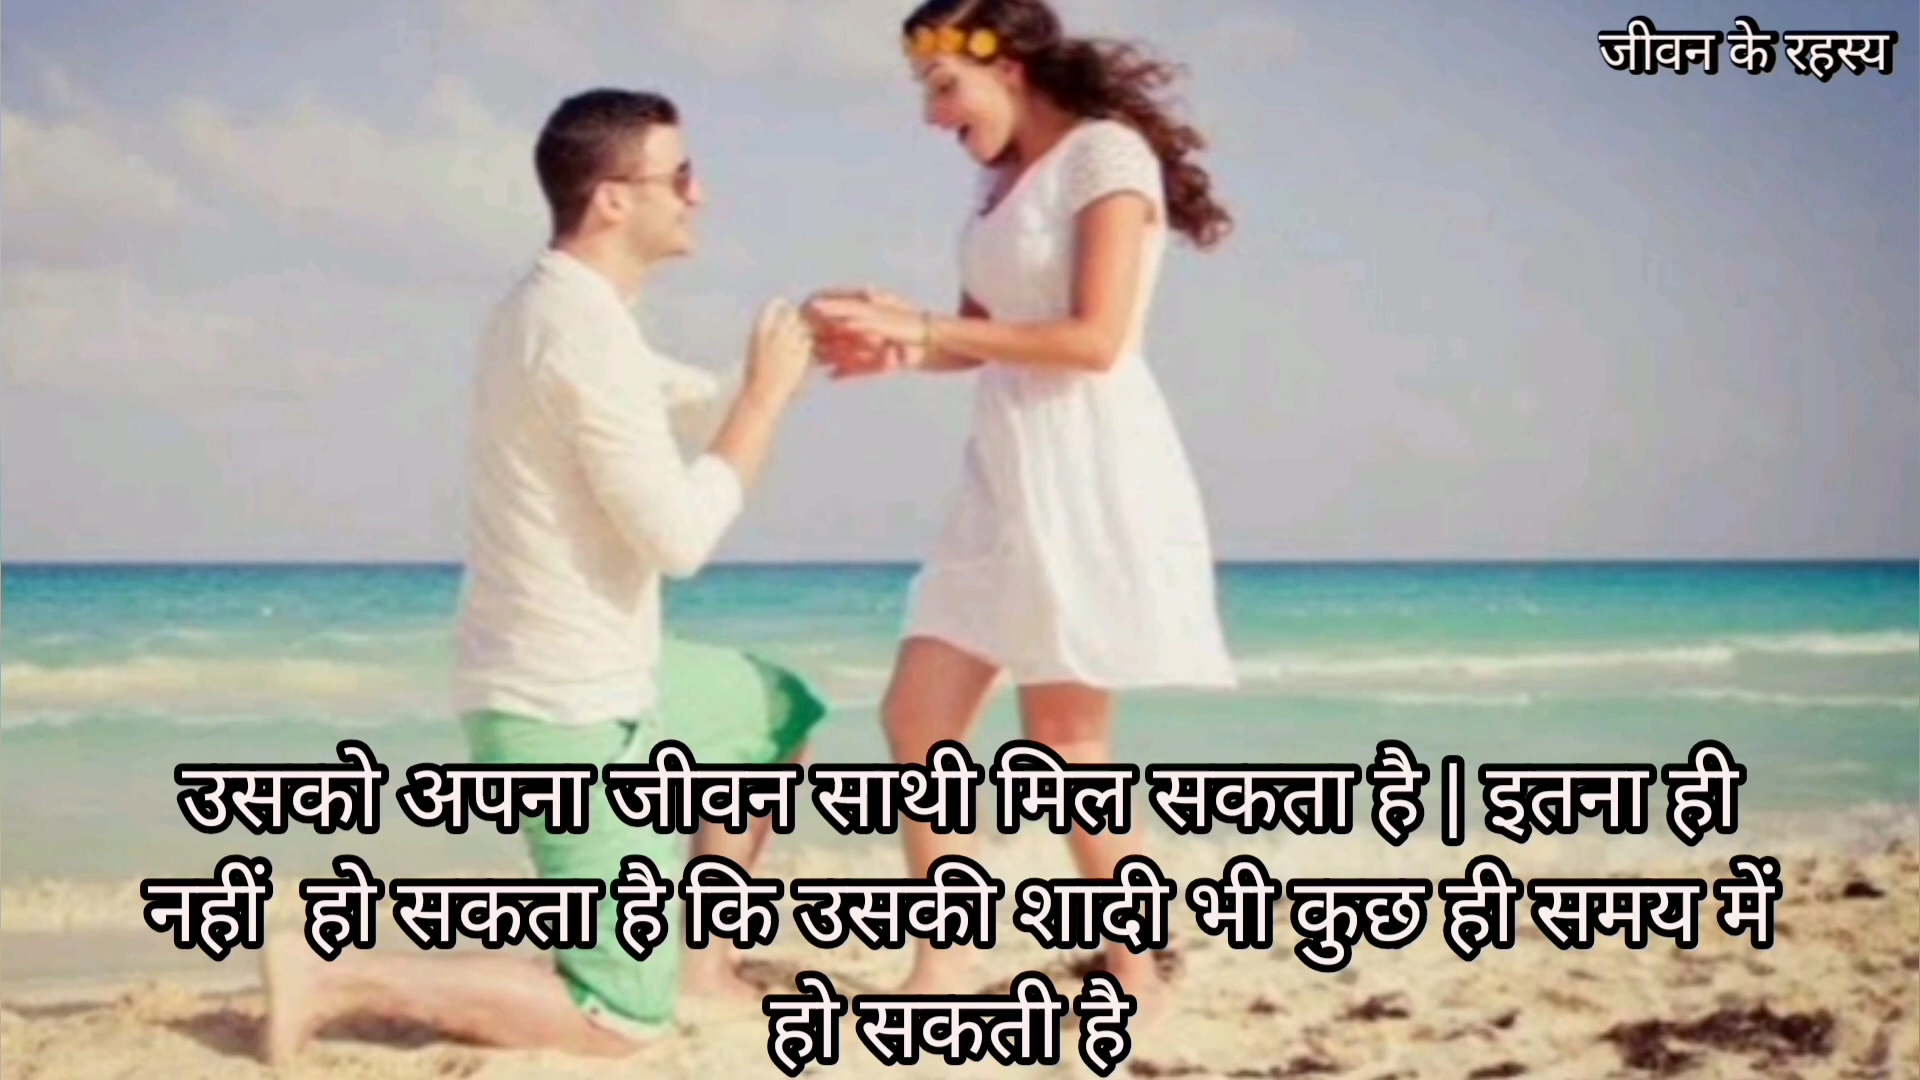 जीवन के रहस्य
उसको अपना जीवन साथी मिल सकता है | इतना ही
नहीं हो सकता है कि उसकी शादी भी कुछ ही समय में
हो सकती है